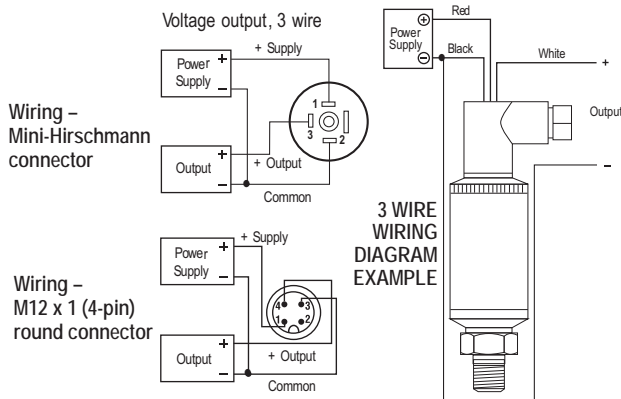 Voltage output, 3 wire
Wiring –
Mini-Hirschmann
connector
Power
Supply
+
–
+ Supply
Output
+
–
+ Output
Common
1
3
2
Wiring –
M12 x 1 (4-pin)
round connector
Power
Supply
+
–
+ Supply
Output
+
–
+ Output
Common
4
3
1
2
Power
Supply
+
–
Red
Black
White
+
Output
–
3 WIRE
WIRING
DIAGRAM
EXAMPLE